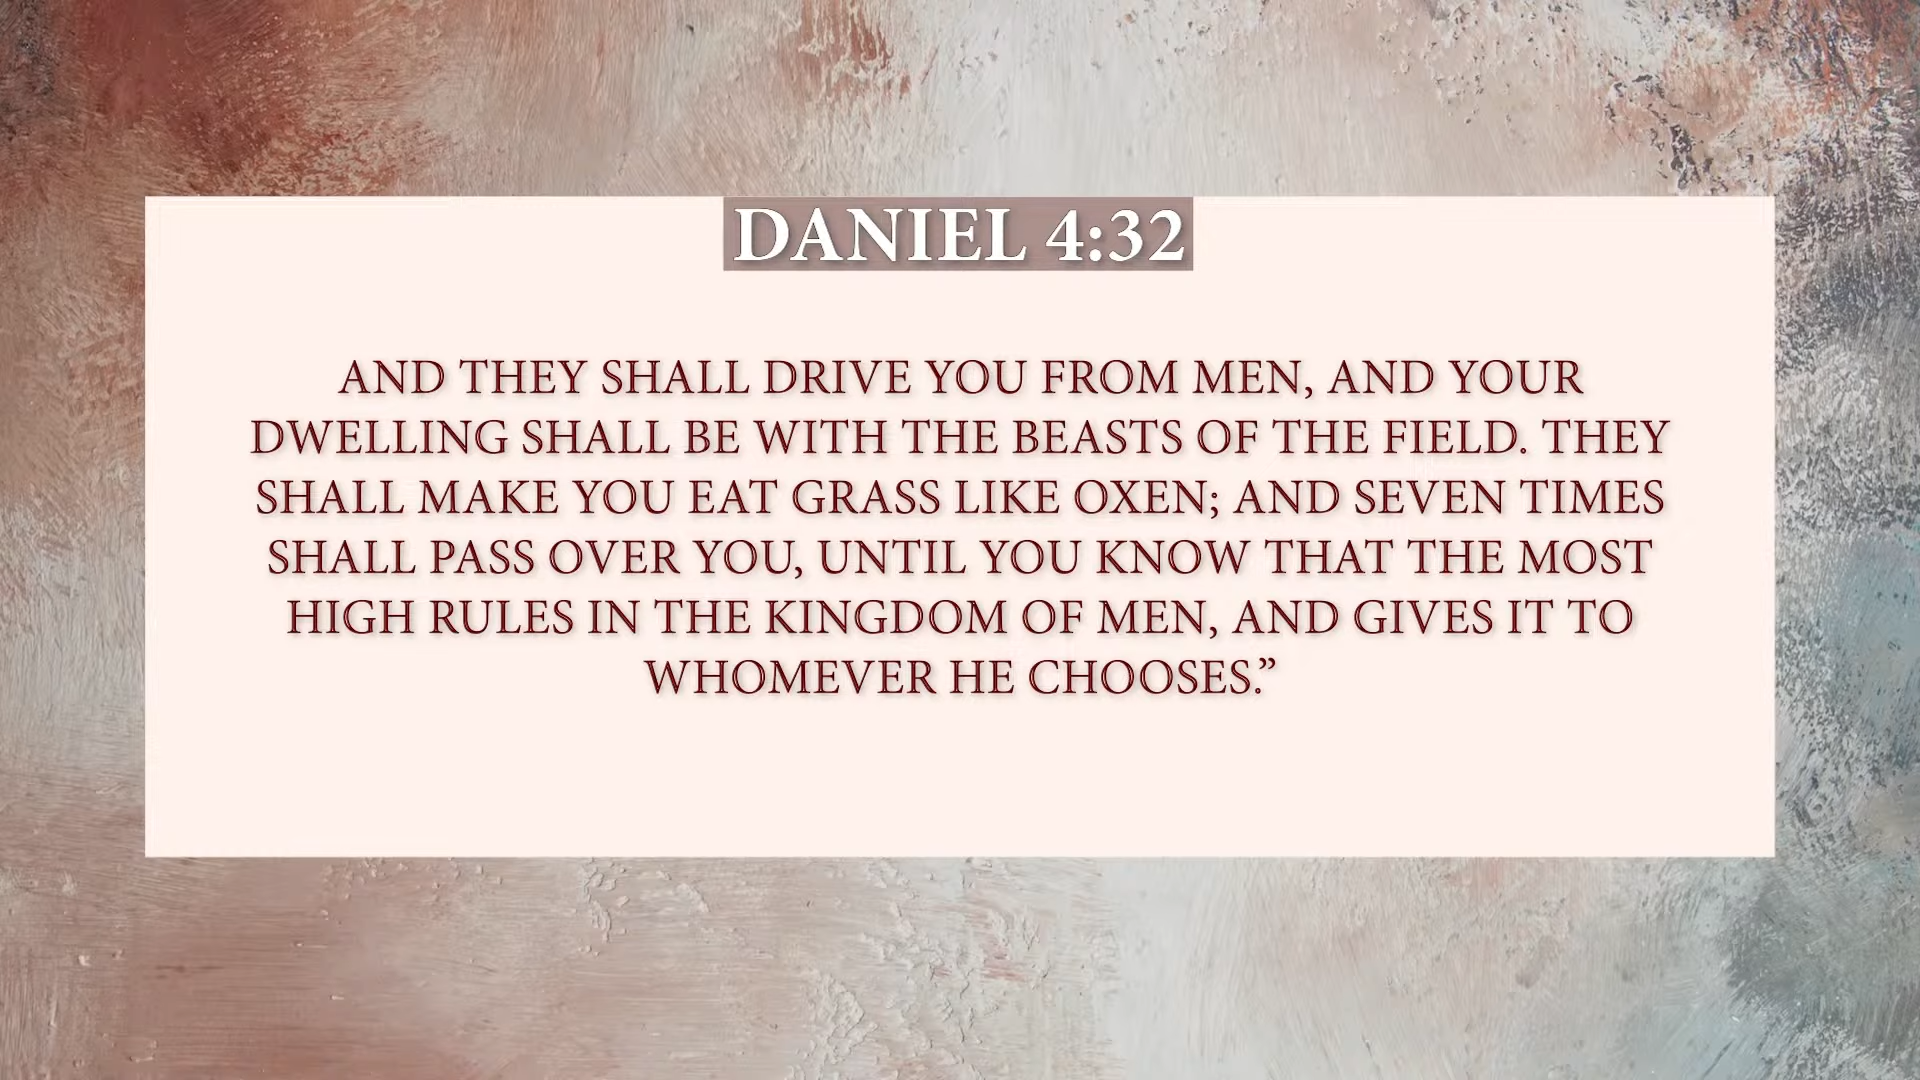 DANIEL 4:32
AND THEY SHALL DRIVE YOU FROM MEN, AND YOUR
DWELLING SHALL BE WITH THE BEASTS OF THE FIELD. THEY
SHALL MAKE YOU EAT GRASS LIKE OXEN; AND SEVEN TIMES
SHALL PASS OVER YOU, UNTIL YOU KNOW THAT THE MOST
HIGH RULES IN THE KINGDOM OF MEN, AND GIVES IT TO
WHOMEVER HE CHOOSES.”